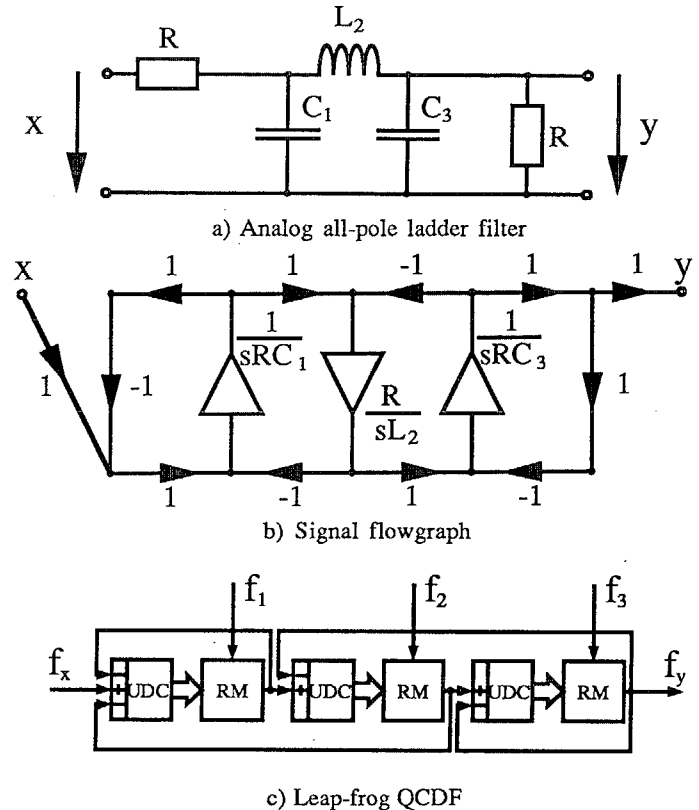 L₂
R
C₁ C₃
x R y
a) Analog all-pole ladder filter
x 1 1 -1 1 1 y
1/sRC₁ 1/sRC₃
1 -1 R/sL₂ 1
1 -1 1 -1
b) Signal flowgraph
f₁ f₂ f₃
fₓ - + - UDC RM - + UDC RM + - UDC RM f_y
c) Leap-frog QCDF